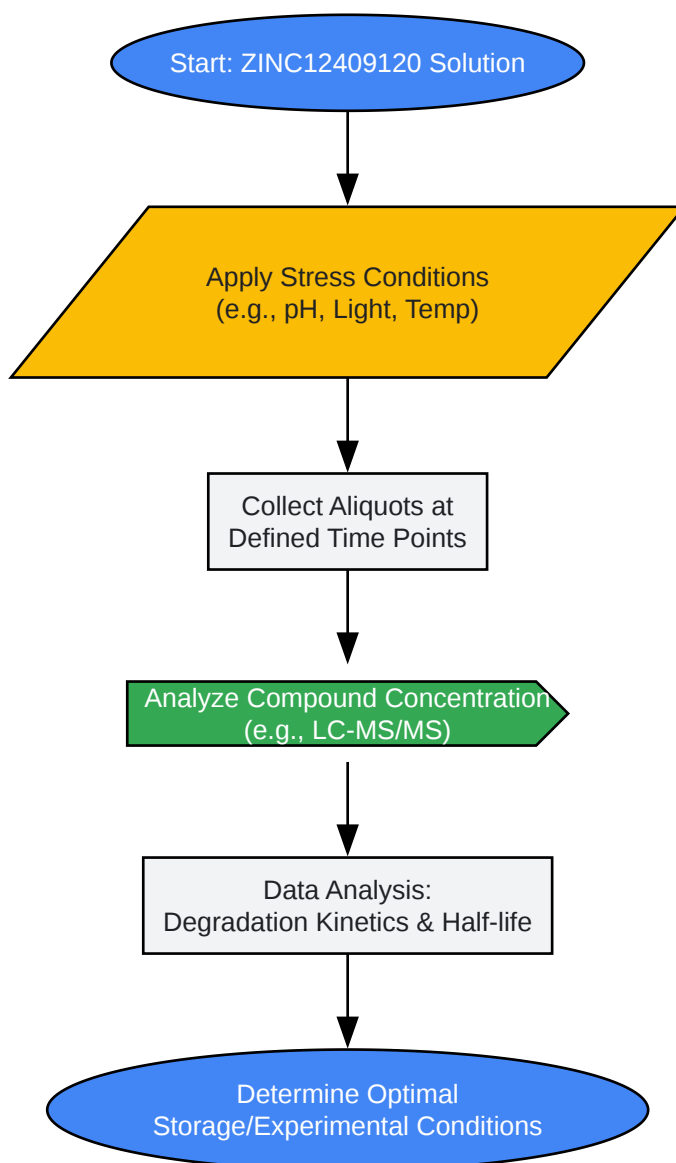 Start: ZINC12409120 Solution
Apply Stress Conditions
(e.g., pH, Light, Temp)
Collect Aliquots at
Defined Time Points
Analyze Compound Concentration
(e.g., LC-MS/MS)
Data Analysis:
Degradation Kinetics & Half-life
Determine Optimal
Storage/Experimental Conditions